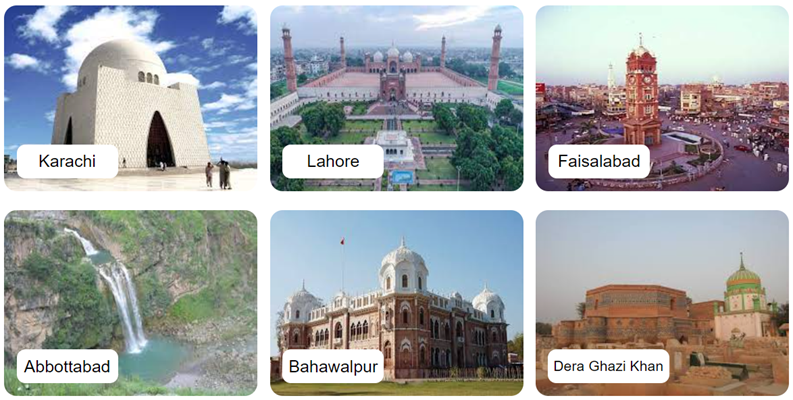 Karachi
Lahore
Faisalabad
Abbottabad
Bahawalpur
Dera Ghazi Khan